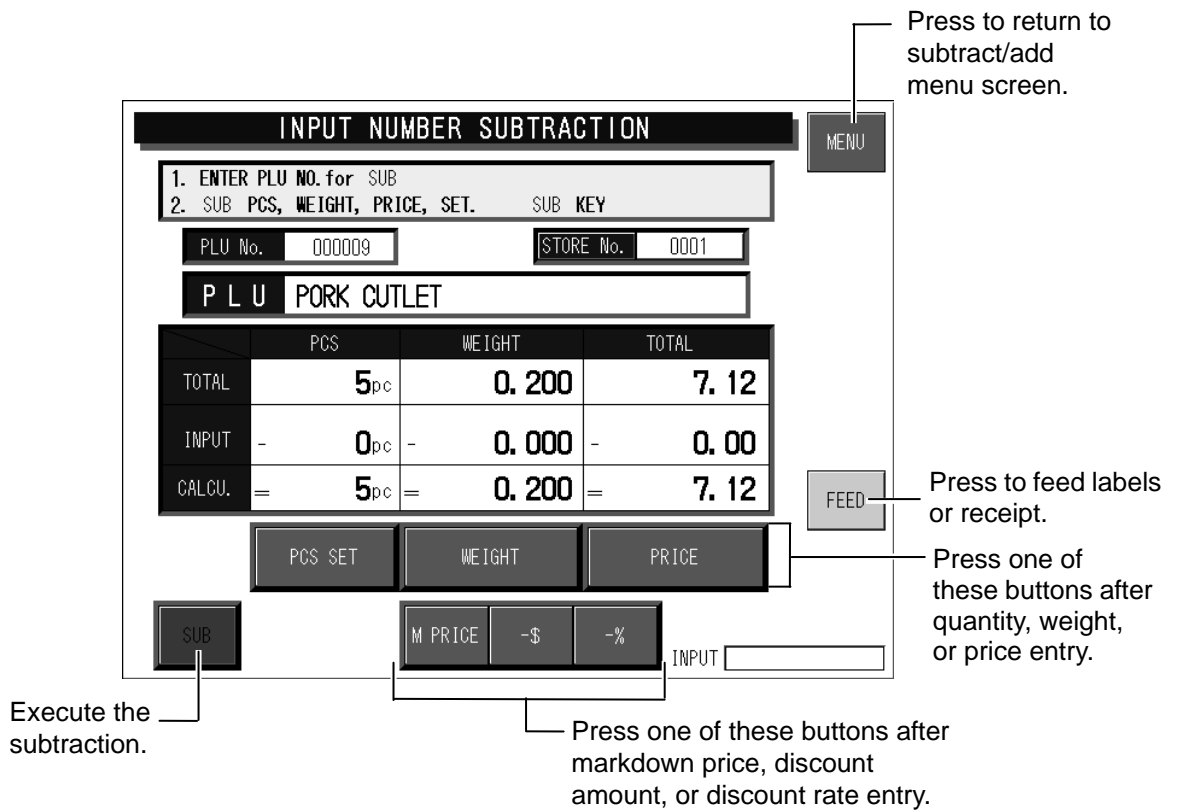 Press to return to
subtract/add
menu screen.
INPUT NUMBER SUBTRACTION
MENU
1. ENTER PLU NO. for SUB
2. SUB PCS, WEIGHT, PRICE, SET. SUB KEY
PLU No. 000009 STORE No. 0001
PLU PORK CUTLET
PCS WEIGHT TOTAL
TOTAL 5pc 0.200 7.12
INPUT - 0pc - 0.000 - 0.00
CALCU. = 5pc = 0.200 = 7.12
FEED
Press to feed labels
or receipt.
PCS SET WEIGHT PRICE
Press one of
these buttons after
quantity, weight,
or price entry.
SUB M PRICE -$ -% INPUT
Execute the
subtraction.
Press one of these buttons after
markdown price, discount
amount, or discount rate entry.